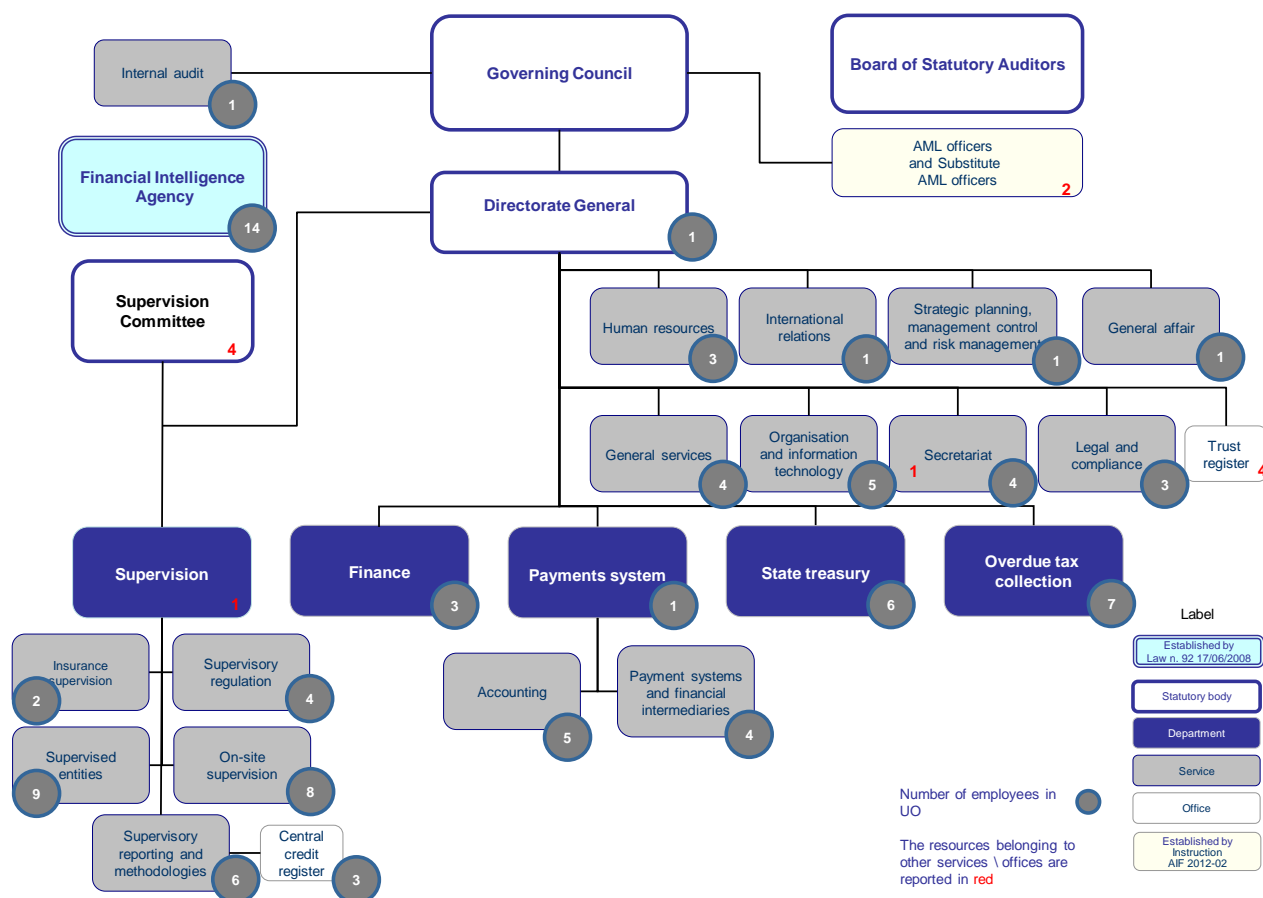 Internal audit
1
Governing Council
Board of Statutory Auditors
AML officers
and Substitute
AML officers
2
Financial Intelligence
Agency
14
Directorate General
1
Supervision
Committee
4
Human resources
3
International
relations
1
Strategic planning,
management control
and risk management
1
General affair
1
General services
4
Organisation
and information
technology
5
1
Secretariat
4
Legal and
compliance
3
Trust
register
4
Supervision
1
Finance
3
Payments system
1
State treasury
6
Overdue tax
collection
7
Insurance
supervision
2
Supervisory
regulation
4
Supervised
entities
9
On-site
supervision
8
Supervisory
reporting and
methodologies
6
Central
credit
register
3
Accounting
5
Payment systems
and financial
intermediaries
4
Label
Established by
Law n. 92 17/06/2008
Statutory body
Department
Service
Office
Established by
Instruction
AIF 2012-02
Number of employees in
UO
The resources belonging to
other services \ offices are
reported in red